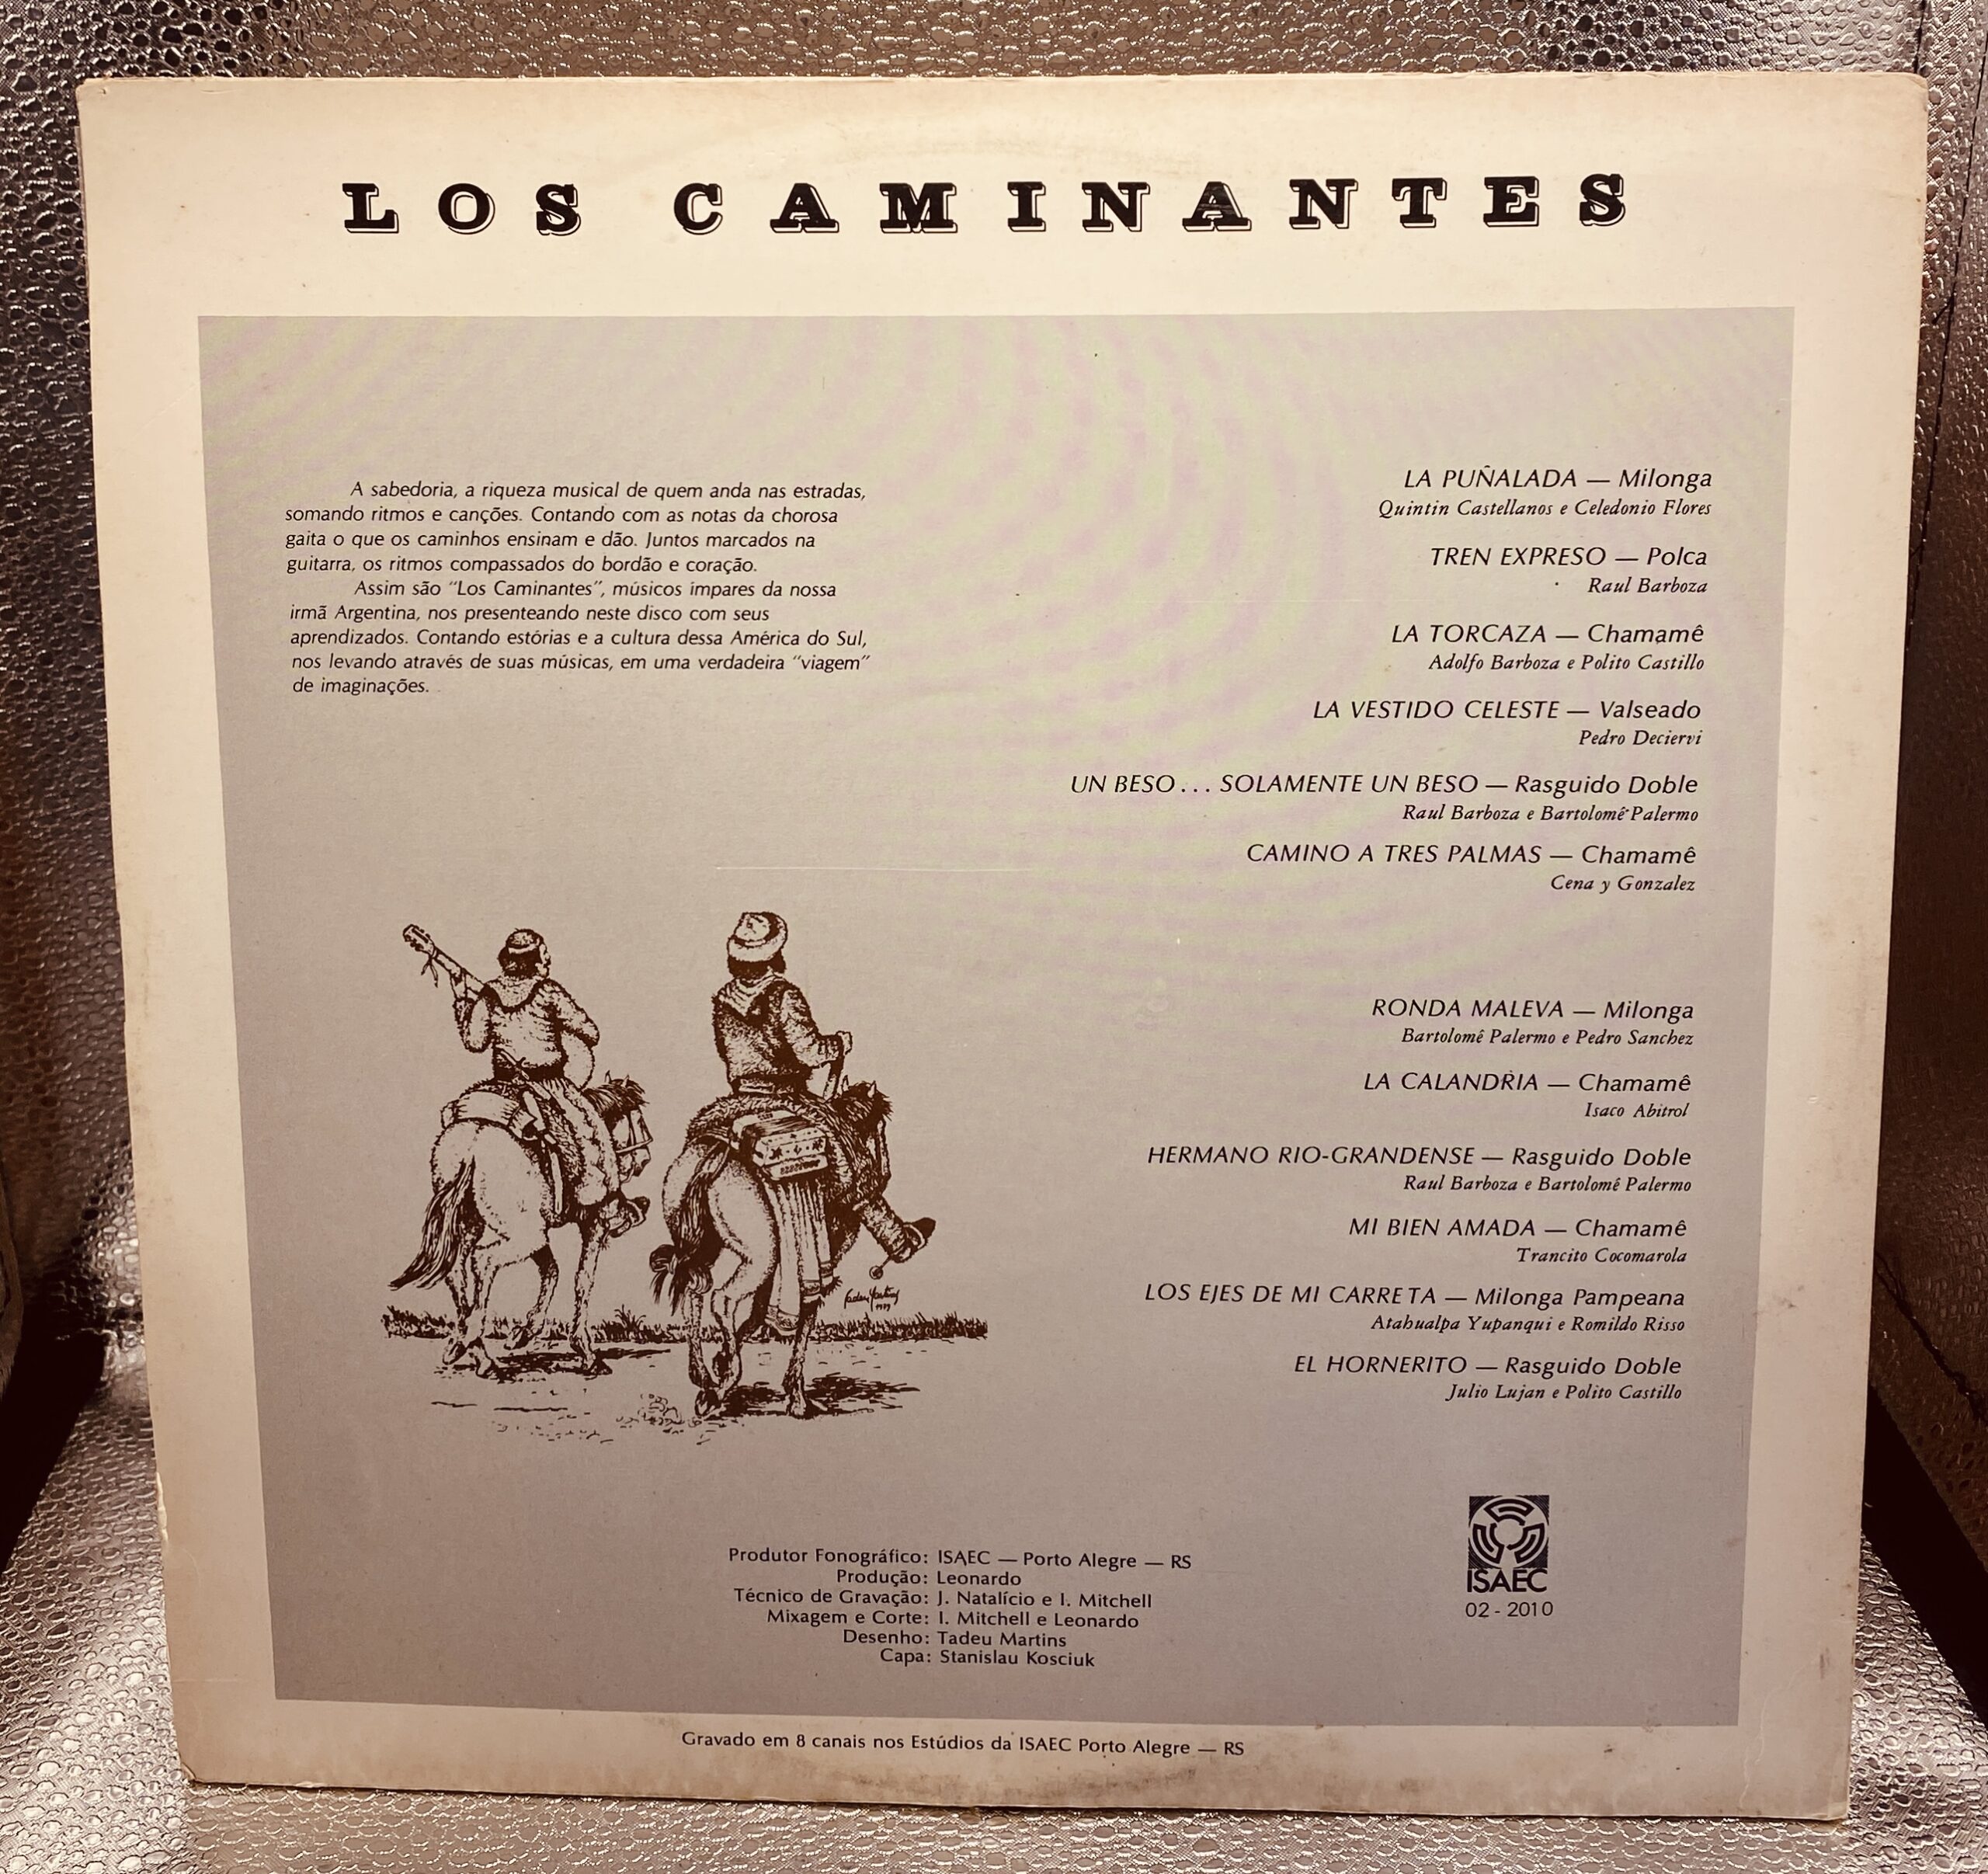 LOS CAMINANTES
A sabedoria, a riqueza musical de quem anda nas estradas,
somando ritmos e canções. Contando com as notas da chorosa
gaita o que os caminhos ensinam e dão. Juntos marcados na
guitarra, os ritmos compassados do bordão e coração.
Assim são "Los Caminantes", músicos ímpares da nossa
irmã Argentina, nos presenteando neste disco com seus
aprendizados. Contando estórias e a cultura dessa América do Sul,
nos levando através de suas músicas, em uma verdadeira "viagem"
de imaginações.
LA PUÑALADA — Milonga
Quintin Castellanos e Celedonio Flores
TREN EXPRESO — Polca
Raul Barboza
LA TORCAZA — Chamamê
Adolfo Barboza e Polito Castillo
LA VESTIDO CELESTE — Valseado
Pedro Deciervi
UN BESO... SOLAMENTE UN BESO — Rasguido Doble
Raul Barboza e Bartolomê Palermo
CAMINO A TRES PALMAS — Chamamê
Cena y Gonzalez
RONDA MALEVA — Milonga
Bartolomê Palermo e Pedro Sanchez
LA CALANDRIA — Chamamê
Isaco Abitrol
HERMANO RIO-GRANDENSE — Rasguido Doble
Raul Barboza e Bartolomê Palermo
MI BIEN AMADA — Chamamê
Trancito Cocomarola
LOS EJES DE MI CARRETA — Milonga Pampeana
Atahualpa Yupanqui e Romildo Risso
EL HORNERITO — Rasguido Doble
Julio Lujan e Polito Castillo
Tadeu Martins
1979
Produtor Fonográfico: ISAEC — Porto Alegre — RS
Produção: Leonardo
Técnico de Gravação: J. Natalício e I. Mitchell
Mixagem e Corte: I. Mitchell e Leonardo
Desenho: Tadeu Martins
Capa: Stanislau Kosciuk
ISAEC
02 - 2010
Gravado em 8 canais nos Estúdios da ISAEC Porto Alegre — RS